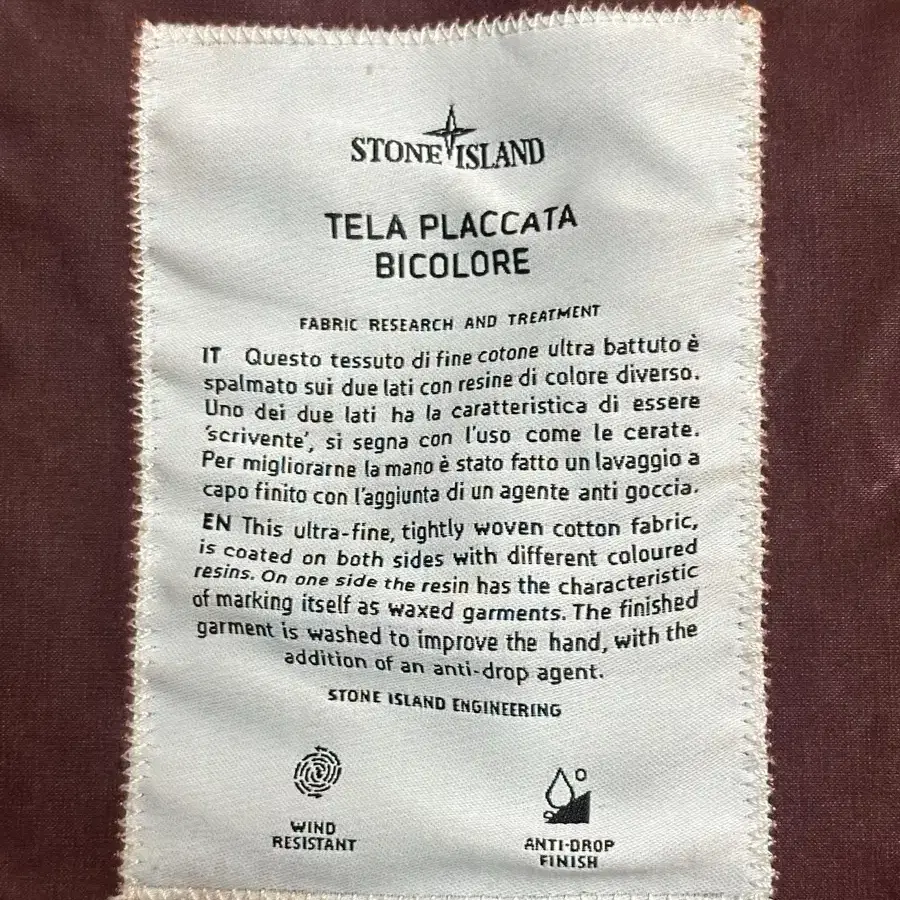 STONE ISLAND
TELA PLACCATA
BICOLORE
FABRIC RESEARCH AND TREATMENT
IT Questo tessuto di fine cotone ultra battuto è
spalmato sui due lati con resine di colore diverso.
Uno dei due lati ha la caratteristica di essere
'scrivente', si segna con l'uso come le cerate.
Per migliorarne la mano è stato fatto un lavaggio a
capo finito con l'aggiunta di un agente anti goccia.
EN This ultra-fine, tightly woven cotton fabric,
is coated on both sides with different coloured
resins. On one side the resin has the characteristic
of marking itself as waxed garments. The finished
garment is washed to improve the hand, with the
addition of an anti-drop agent.
STONE ISLAND ENGINEERING
WIND
RESISTANT
ANTI-DROP
FINISH